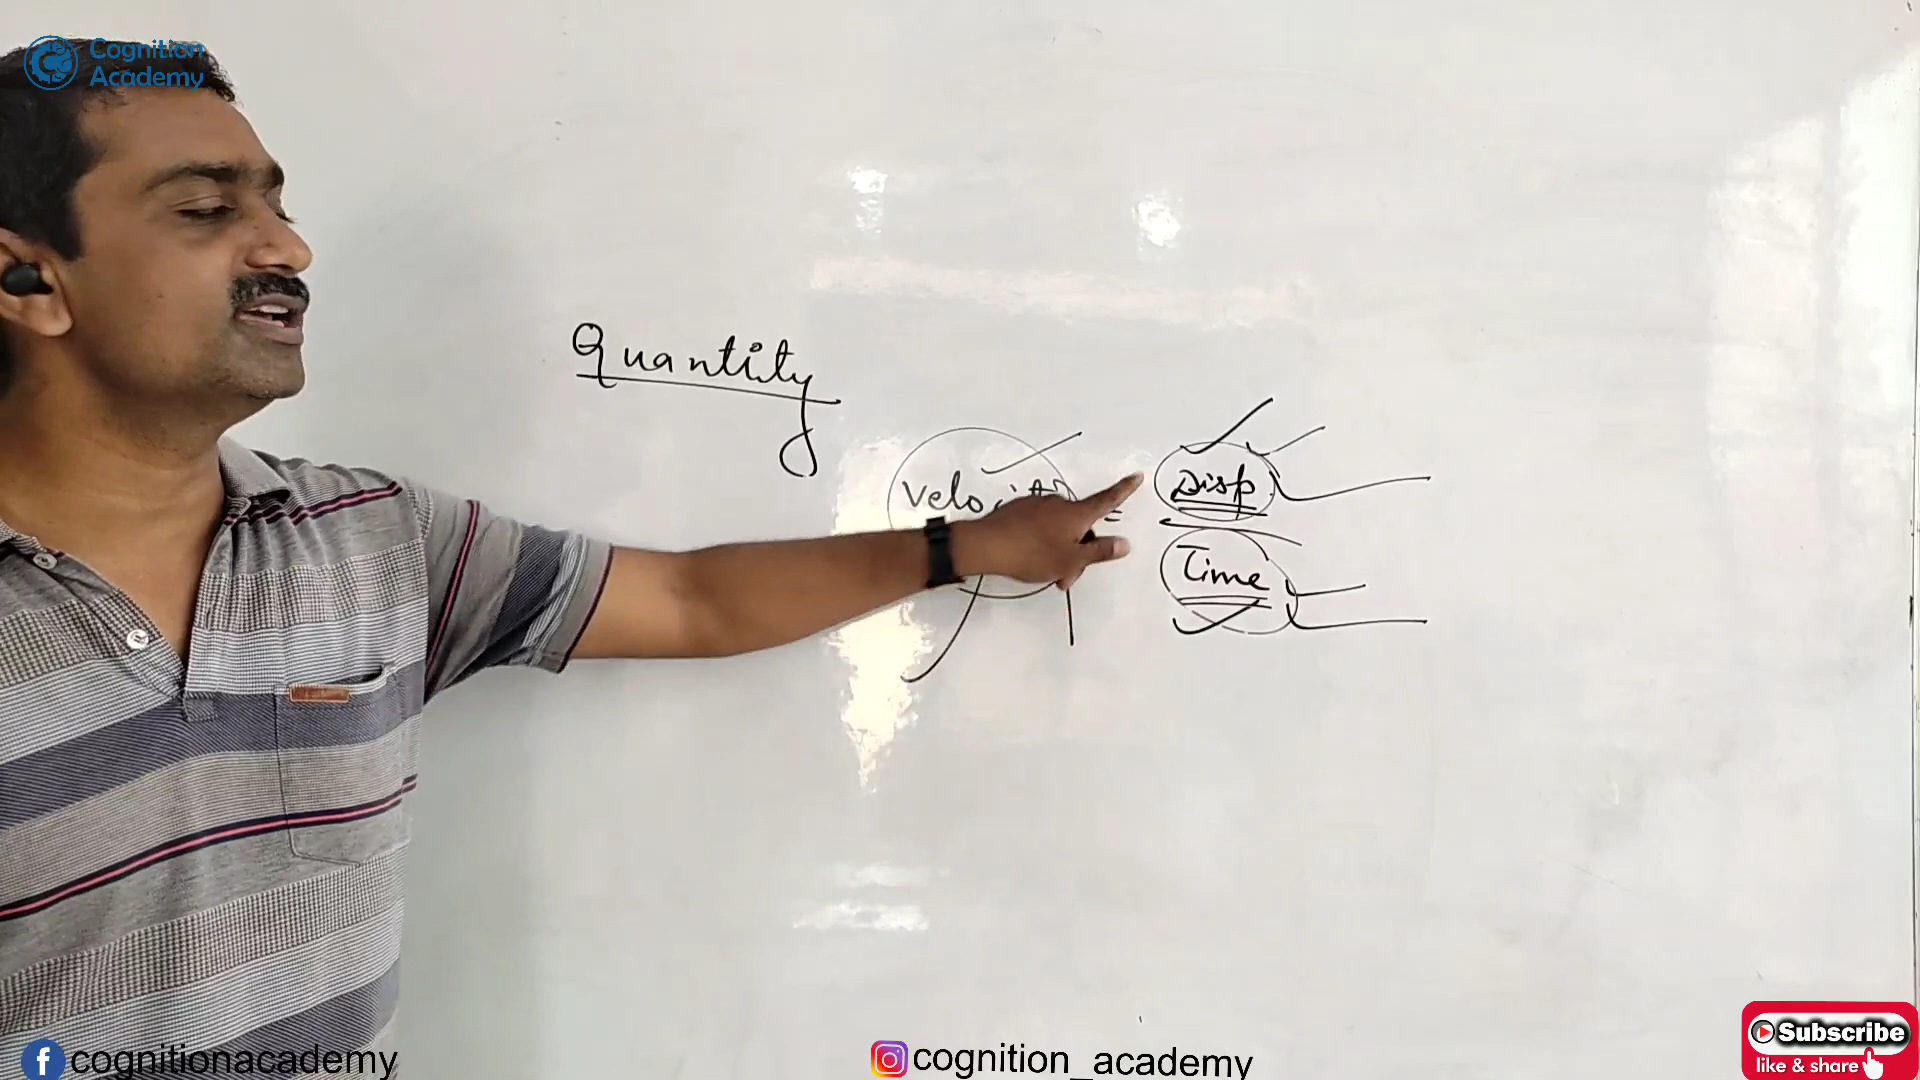 Cognition
Academy
Quantity
Velocity = Disp
Time
cognitionacademy
cognition_academy
Subscribe
like & share